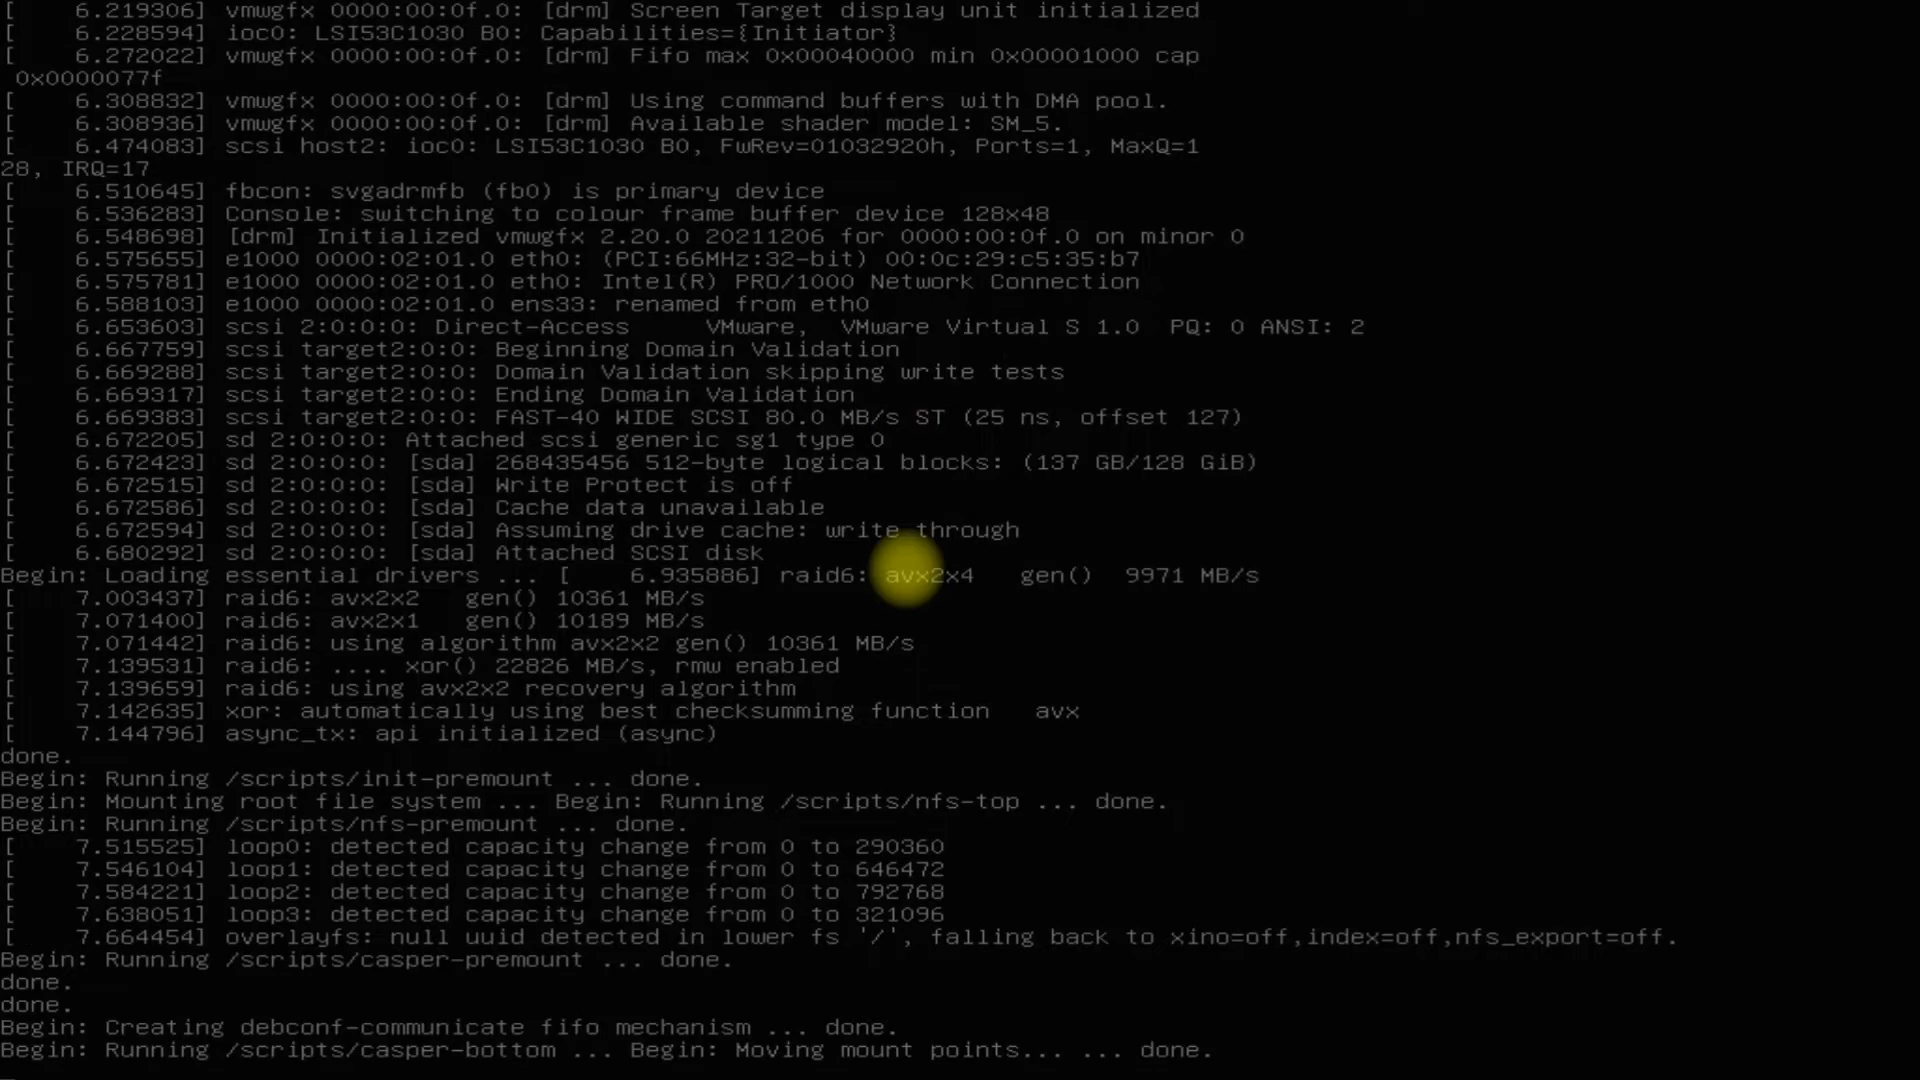 [    6.219306] vmwgfx 0000:00:0f.0: [drm] Screen Target display unit initialized
[    6.228594] ioc0: LSI53C1030 B0: Capabilities={Initiator}
[    6.272022] vmwgfx 0000:00:0f.0: [drm] Fifo max 0x00040000 min 0x00001000 cap
 0x0000077f
[    6.308832] vmwgfx 0000:00:0f.0: [drm] Using command buffers with DMA pool.
[    6.308936] vmwgfx 0000:00:0f.0: [drm] Available shader model: SM_5.
[    6.474083] scsi host2: ioc0: LSI53C1030 B0, FwRev=01032920h, Ports=1, MaxQ=1
28, IRQ=17
[    6.510645] fbcon: svgadrmfb (fb0) is primary device
[    6.536283] Console: switching to colour frame buffer device 128x48
[    6.548698] [drm] Initialized vmwgfx 2.20.0 20211206 for 0000:00:0f.0 on minor 0
[    6.575655] e1000 0000:02:01.0 eth0: (PCI:66MHz:32-bit) 00:0c:29:c5:35:b7
[    6.575781] e1000 0000:02:01.0 eth0: Intel(R) PRO/1000 Network Connection
[    6.588103] e1000 0000:02:01.0 ens33: renamed from eth0
[    6.653603] scsi 2:0:0:0: Direct-Access     VMware,  VMware Virtual S 1.0  PQ: 0 ANSI: 2
[    6.667759] scsi target2:0:0: Beginning Domain Validation
[    6.669288] scsi target2:0:0: Domain Validation skipping write tests
[    6.669317] scsi target2:0:0: Ending Domain Validation
[    6.669383] scsi target2:0:0: FAST-40 WIDE SCSI 80.0 MB/s ST (25 ns, offset 127)
[    6.672205] sd 2:0:0:0: Attached scsi generic sg1 type 0
[    6.672423] sd 2:0:0:0: [sda] 268435456 512-byte logical blocks: (137 GB/128 GiB)
[    6.672515] sd 2:0:0:0: [sda] Write Protect is off
[    6.672586] sd 2:0:0:0: [sda] Cache data unavailable
[    6.672594] sd 2:0:0:0: [sda] Assuming drive cache: write through
[    6.680292] sd 2:0:0:0: [sda] Attached SCSI disk
Begin: Loading essential drivers ... [    6.935886] raid6: avx2x4   gen()  9971 MB/s
[    7.003437] raid6: avx2x2   gen() 10361 MB/s
[    7.071400] raid6: avx2x1   gen() 10189 MB/s
[    7.071442] raid6: using algorithm avx2x2 gen() 10361 MB/s
[    7.139531] raid6: .... xor() 22826 MB/s, rmw enabled
[    7.139659] raid6: using avx2x2 recovery algorithm
[    7.142635] xor: automatically using best checksumming function   avx
[    7.144796] async_tx: api initialized (async)
done.
Begin: Running /scripts/init-premount ... done.
Begin: Mounting root file system ... Begin: Running /scripts/nfs-top ... done.
Begin: Running /scripts/nfs-premount ... done.
[    7.515525] loop0: detected capacity change from 0 to 290360
[    7.546104] loop1: detected capacity change from 0 to 646472
[    7.584221] loop2: detected capacity change from 0 to 792768
[    7.638051] loop3: detected capacity change from 0 to 321096
[    7.664454] overlayfs: null uuid detected in lower fs '/', falling back to xino=off,index=off,nfs_export=off.
Begin: Running /scripts/casper-premount ... done.
done.
done.
Begin: Creating debconf-communicate fifo mechanism ... done.
Begin: Running /scripts/casper-bottom ... Begin: Moving mount points... ... done.